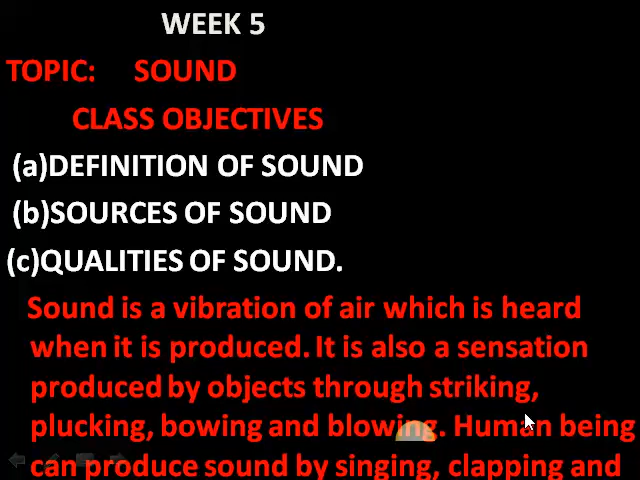 WEEK 5
TOPIC: SOUND
CLASS OBJECTIVES
(a)DEFINITION OF SOUND
(b)SOURCES OF SOUND
(c)QUALITIES OF SOUND.
Sound is a vibration of air which is heard
when it is produced. It is also a sensation
produced by objects through striking,
plucking, bowing and blowing. Human being
can produce sound by singing, clapping and